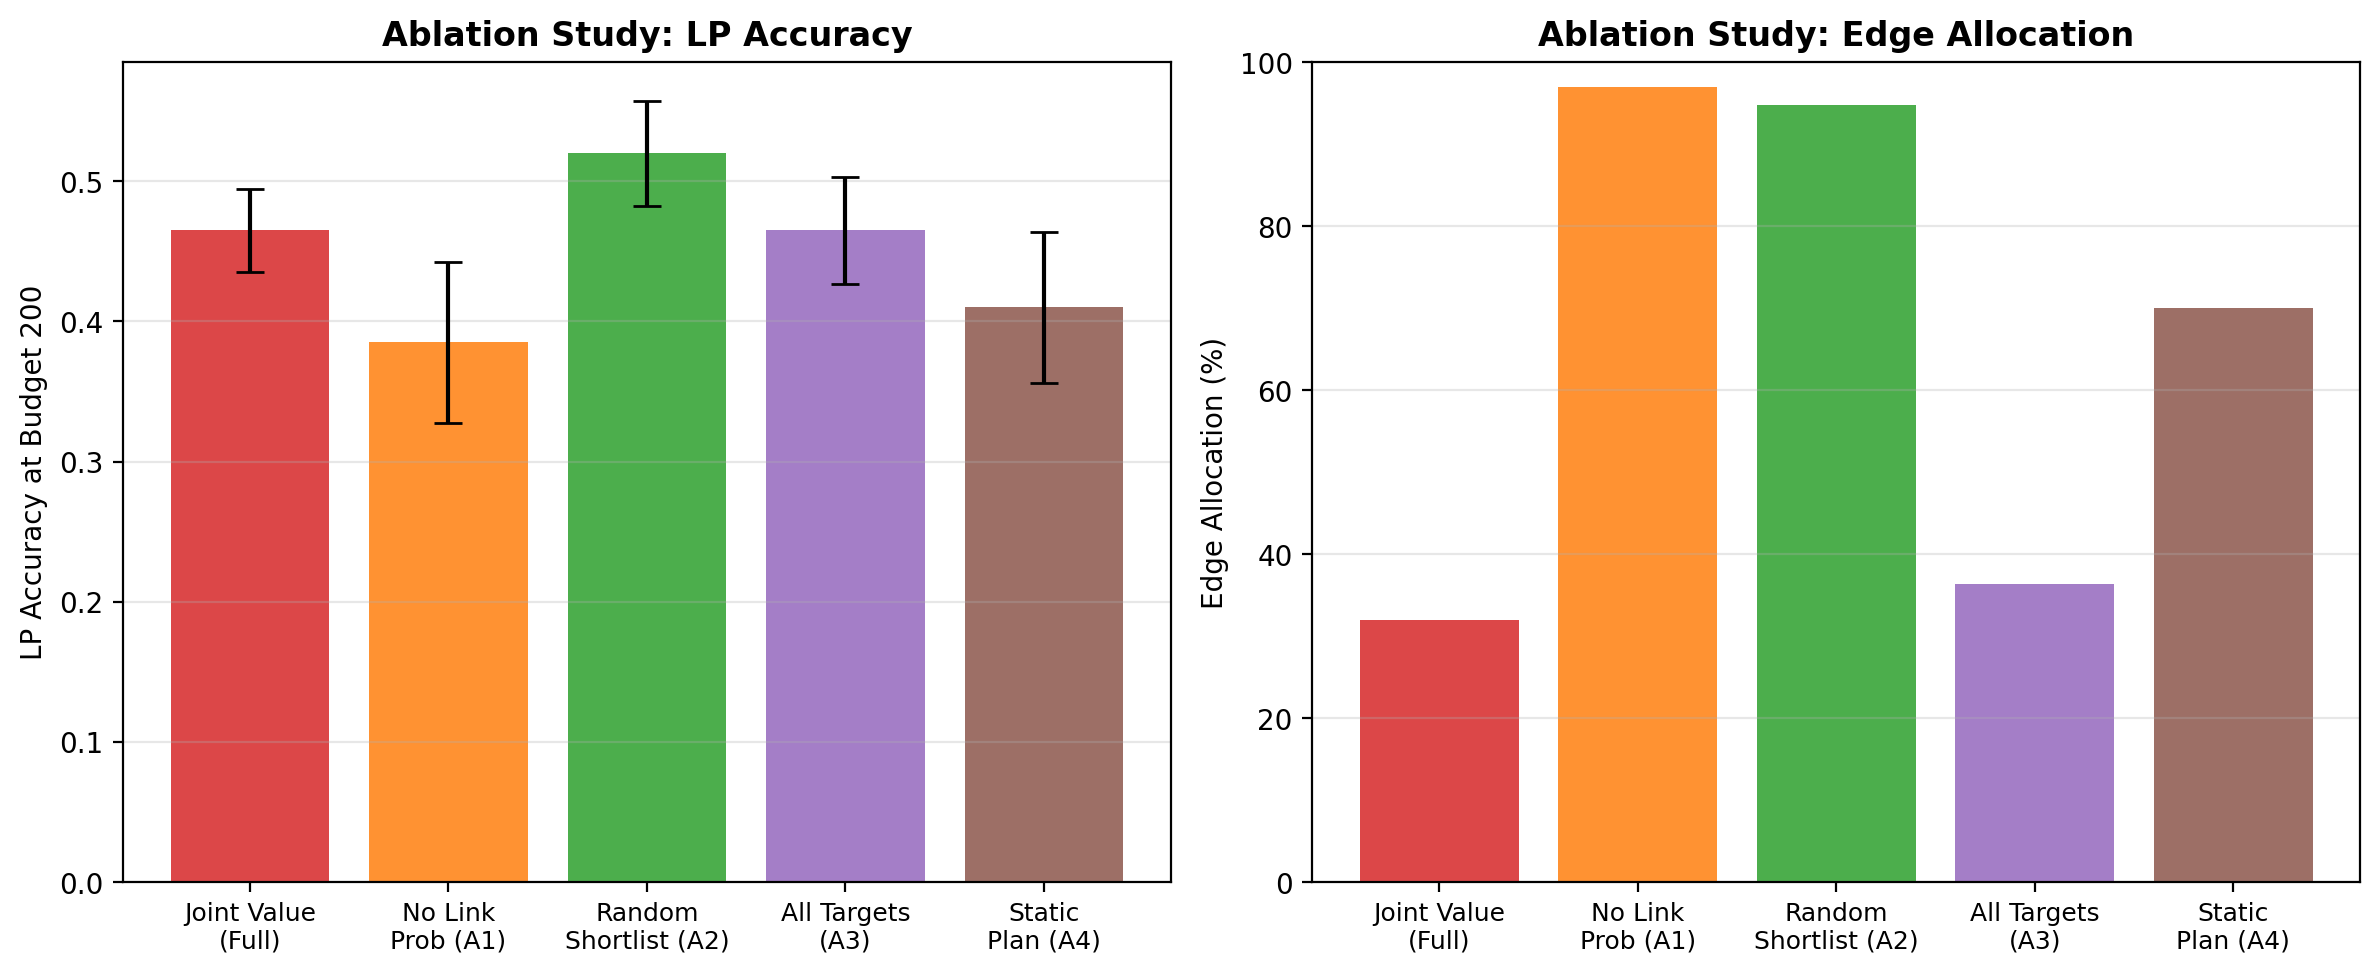 Ablation Study: LP Accuracy
LP Accuracy at Budget 200
0.5
0.4
0.3
0.2
0.1
0.0
Joint Value
(Full)
No Link
Prob (A1)
Random
Shortlist (A2)
All Targets
(A3)
Static
Plan (A4)
Ablation Study: Edge Allocation
Edge Allocation (%)
100
80
60
40
20
0
Joint Value
(Full)
No Link
Prob (A1)
Random
Shortlist (A2)
All Targets
(A3)
Static
Plan (A4)